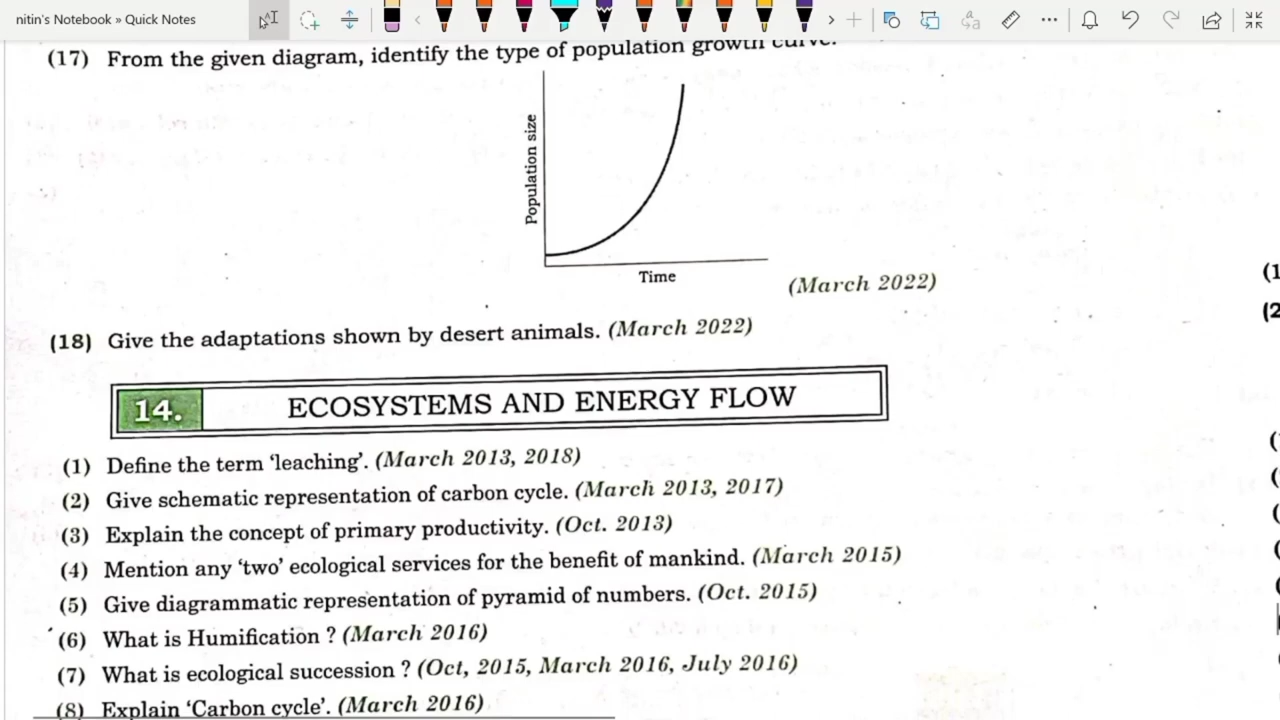 nitin's Notebook » Quick Notes
(17) From the given diagram, identify the type of population growth curve.
Population size
Time
(March 2022)
(1
(18) Give the adaptations shown by desert animals. (March 2022)
(2
14. ECOSYSTEMS AND ENERGY FLOW
(1) Define the term ‘leaching’. (March 2013, 2018)
(2) Give schematic representation of carbon cycle. (March 2013, 2017)
(3) Explain the concept of primary productivity. (Oct. 2013)
(4) Mention any ‘two’ ecological services for the benefit of mankind. (March 2015)
(5) Give diagrammatic representation of pyramid of numbers. (Oct. 2015)
(6) What is Humification ? (March 2016)
(7) What is ecological succession ? (Oct, 2015, March 2016, July 2016)
(8) Explain ‘Carbon cycle’. (March 2016)